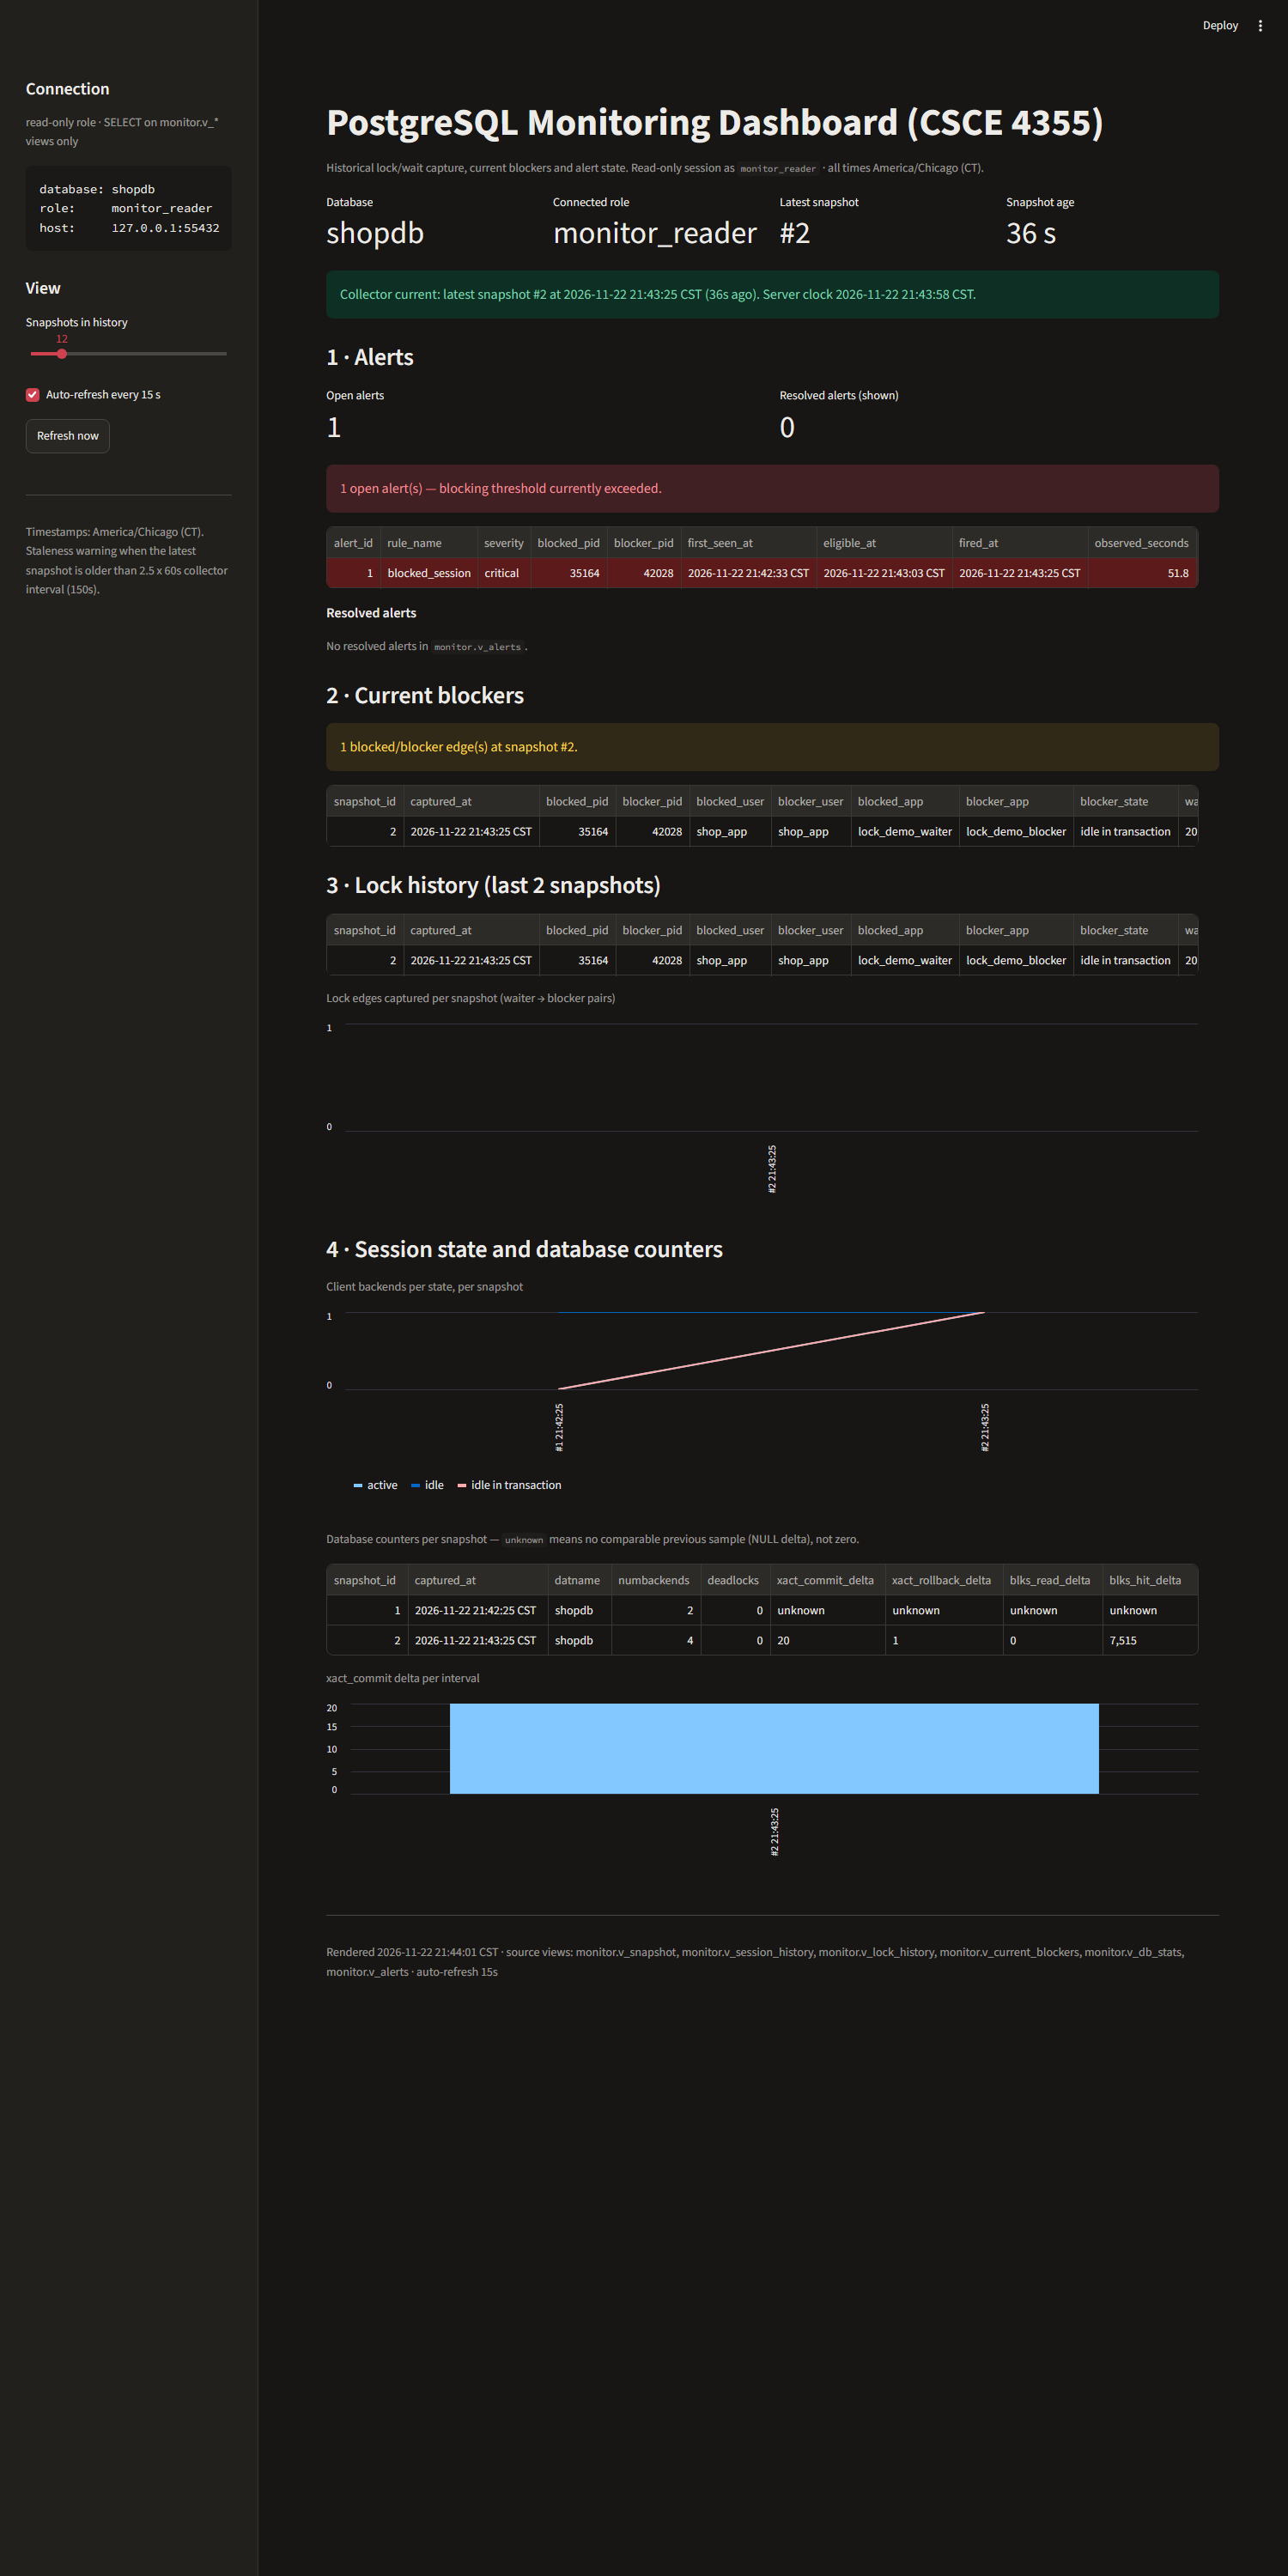 Deploy
Connection
read-only role · SELECT on monitor.v_*
views only
database: shopdb
role: monitor_reader
host: 127.0.0.1:55432
View
Snapshots in history
12
Auto-refresh every 15 s
Refresh now
Timestamps: America/Chicago (CT).
Staleness warning when the latest
snapshot is older than 2.5 x 60s collector
interval (150s).
PostgreSQL Monitoring Dashboard (CSCE 4355)
Historical lock/wait capture, current blockers and alert state. Read-only session as monitor_reader · all times America/Chicago (CT).
Database Connected role Latest snapshot Snapshot age
shopdb monitor_reader #2 36 s
Collector current: latest snapshot #2 at 2026-11-22 21:43:25 CST (36s ago). Server clock 2026-11-22 21:43:58 CST.
1 · Alerts
Open alerts Resolved alerts (shown)
1 0
1 open alert(s) — blocking threshold currently exceeded.
alert_id rule_name severity blocked_pid blocker_pid first_seen_at eligible_at fired_at observed_seconds
1 blocked_session critical 35164 42028 2026-11-22 21:42:33 CST 2026-11-22 21:43:03 CST 2026-11-22 21:43:25 CST 51.8
Resolved alerts
No resolved alerts in monitor.v_alerts.
2 · Current blockers
1 blocked/blocker edge(s) at snapshot #2.
snapshot_id captured_at blocked_pid blocker_pid blocked_user blocker_user blocked_app blocker_app blocker_state wa
2 2026-11-22 21:43:25 CST 35164 42028 shop_app shop_app lock_demo_waiter lock_demo_blocker idle in transaction 20
3 · Lock history (last 2 snapshots)
snapshot_id captured_at blocked_pid blocker_pid blocked_user blocker_user blocked_app blocker_app blocker_state wa
2 2026-11-22 21:43:25 CST 35164 42028 shop_app shop_app lock_demo_waiter lock_demo_blocker idle in transaction 20
Lock edges captured per snapshot (waiter → blocker pairs)
1
0
#2 21:43:25
4 · Session state and database counters
Client backends per state, per snapshot
1
0
#1 21:42:25 #2 21:43:25
active idle idle in transaction
Database counters per snapshot — unknown means no comparable previous sample (NULL delta), not zero.
snapshot_id captured_at datname numbackends deadlocks xact_commit_delta xact_rollback_delta blks_read_delta blks_hit_delta
1 2026-11-22 21:42:25 CST shopdb 2 0 unknown unknown unknown unknown
2 2026-11-22 21:43:25 CST shopdb 4 0 20 1 0 7,515
xact_commit delta per interval
20
15
10
5
0
#2 21:43:25
Rendered 2026-11-22 21:44:01 CST · source views: monitor.v_snapshot, monitor.v_session_history, monitor.v_lock_history, monitor.v_current_blockers, monitor.v_db_stats,
monitor.v_alerts · auto-refresh 15s